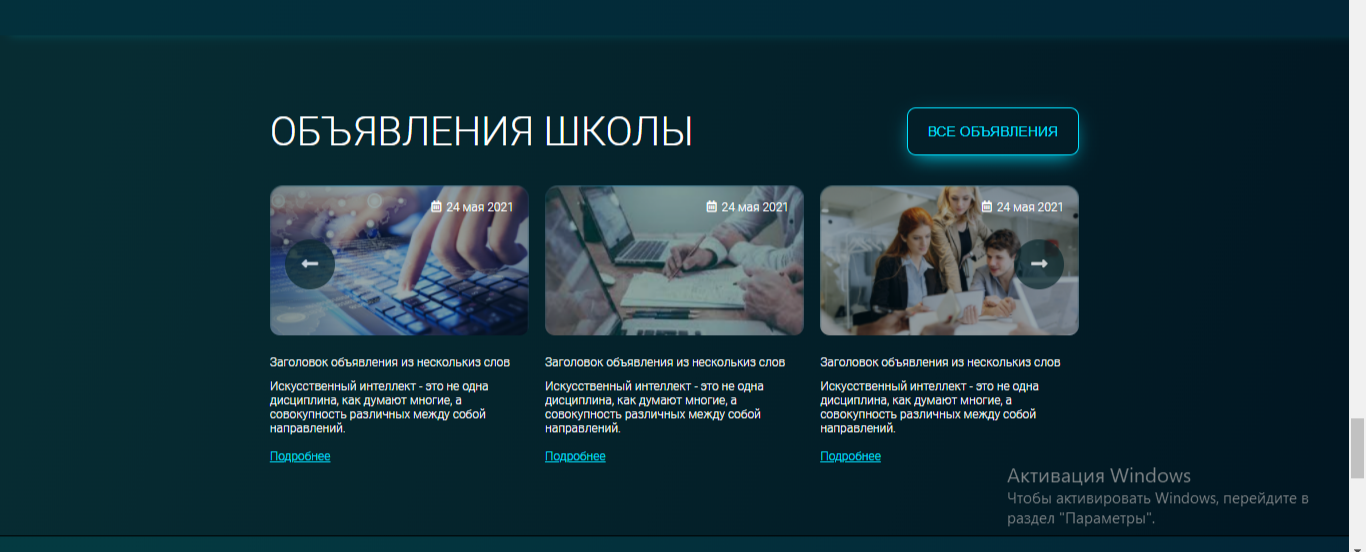 ОБЪЯВЛЕНИЯ ШКОЛЫ
ВСЕ ОБЪЯВЛЕНИЯ
24 мая 2021
24 мая 2021
24 мая 2021
Заголовок объявления из несколькиз слов
Искусственный интеллект - это не одна
дисциплина, как думают многие, а
совокупность различных между собой
направлений.
Подробнее
Заголовок объявления из несколькиз слов
Искусственный интеллект - это не одна
дисциплина, как думают многие, а
совокупность различных между собой
направлений.
Подробнее
Заголовок объявления из несколькиз слов
Искусственный интеллект - это не одна
дисциплина, как думают многие, а
совокупность различных между собой
направлений.
Подробнее
Активация Windows
Чтобы активировать Windows, перейдите в
раздел "Параметры".